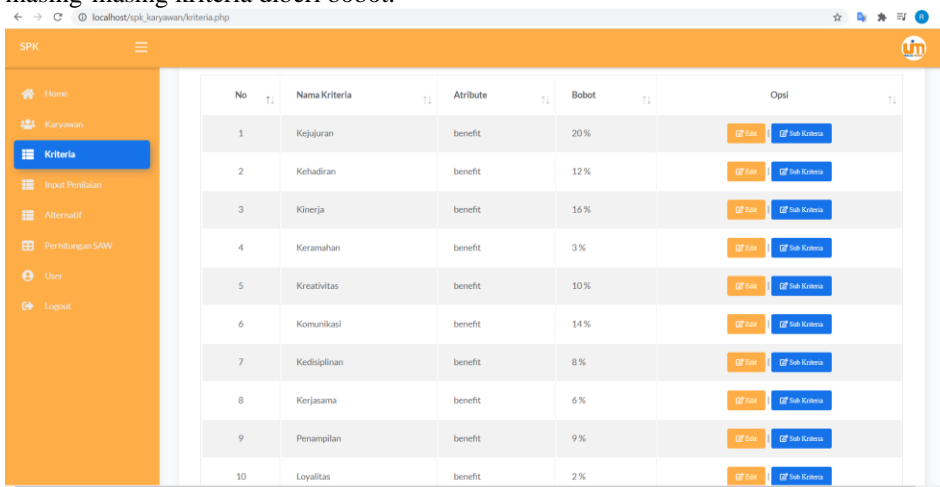 masing-masing kriteria diberi bobot.
localhost/spk_karyawan/kriteria.php
SPK
Home
Karyawan
Kriteria
Input Penilaian
Alternatif
Perhitungan SAW
User
Logout
No Nama Kriteria Atribute Bobot Opsi
1 Kejujuran benefit 20 % Edit | Sub Kriteria
2 Kehadiran benefit 12 % Edit | Sub Kriteria
3 Kinerja benefit 16 % Edit | Sub Kriteria
4 Keramahan benefit 3 % Edit | Sub Kriteria
5 Kreativitas benefit 10 % Edit | Sub Kriteria
6 Komunikasi benefit 14 % Edit | Sub Kriteria
7 Kedisiplinan benefit 8 % Edit | Sub Kriteria
8 Kerjasama benefit 6 % Edit | Sub Kriteria
9 Penampilan benefit 9 % Edit | Sub Kriteria
10 Loyalitas benefit 2 % Edit | Sub Kriteria